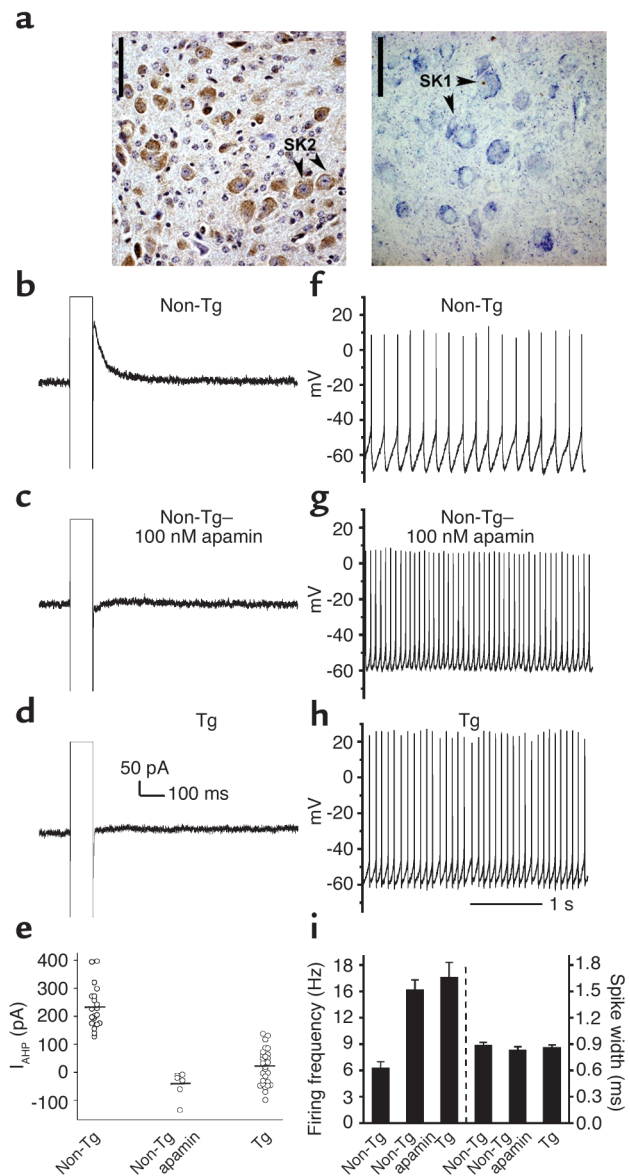 a
SK2
SK1
b
Non-Tg
c
Non-Tg–
100 nM apamin
d
Tg
50 pA
100 ms
e
400
300
200
100
0
-100
I_AHP (pA)
Non-Tg
Non-Tg
apamin
Tg
f
Non-Tg
20
0
-20
-40
-60
mV
g
Non-Tg–
100 nM apamin
20
0
-20
-40
-60
mV
h
Tg
20
0
-20
-40
-60
mV
1 s
i
18
15
12
9
6
3
0
Firing frequency (Hz)
1.8
1.5
1.2
0.9
0.6
0.3
0.0
Spike width (ms)
Non-Tg
Non-Tg
apamin
Tg
Non-Tg
Non-Tg
apamin
Tg